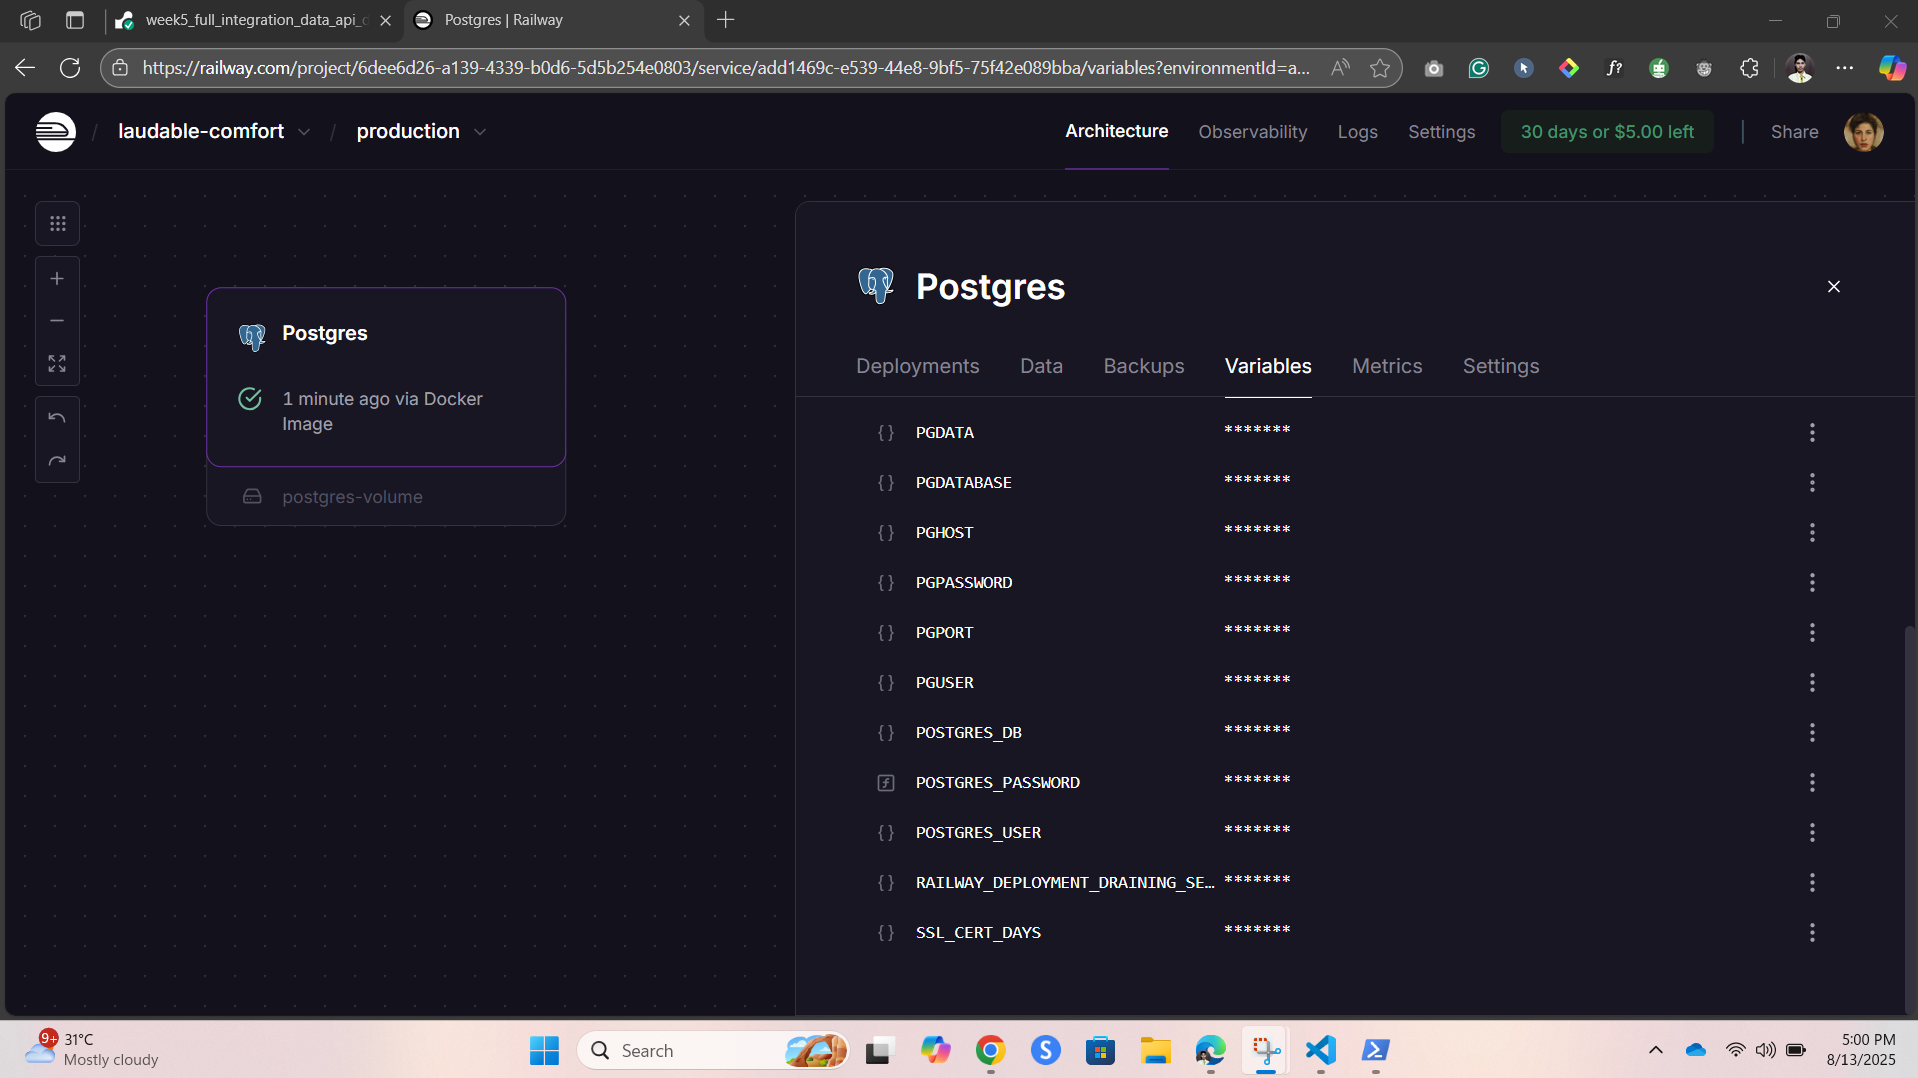 week5_full_integration_data_api_d
Postgres | Railway
https://railway.com/project/6dee6d26-a139-4339-b0d6-5d5b254e0803/service/add1469c-e539-44e8-9bf5-75f42e089bba/variables?environmentId=a...
/ laudable-comfort / production
Architecture
Observability
Logs
Settings
30 days or $5.00 left
Share
Postgres
1 minute ago via Docker
Image
postgres-volume
Postgres
Deployments
Data
Backups
Variables
Metrics
Settings
{ } PGDATA *******
{ } PGDATABASE *******
{ } PGHOST *******
{ } PGPASSWORD *******
{ } PGPORT *******
{ } PGUSER *******
{ } POSTGRES_DB *******
POSTGRES_PASSWORD *******
{ } POSTGRES_USER *******
{ } RAILWAY_DEPLOYMENT_DRAINING_SE… *******
{ } SSL_CERT_DAYS *******
9+
31°C
Mostly cloudy
Search
5:00 PM
8/13/2025